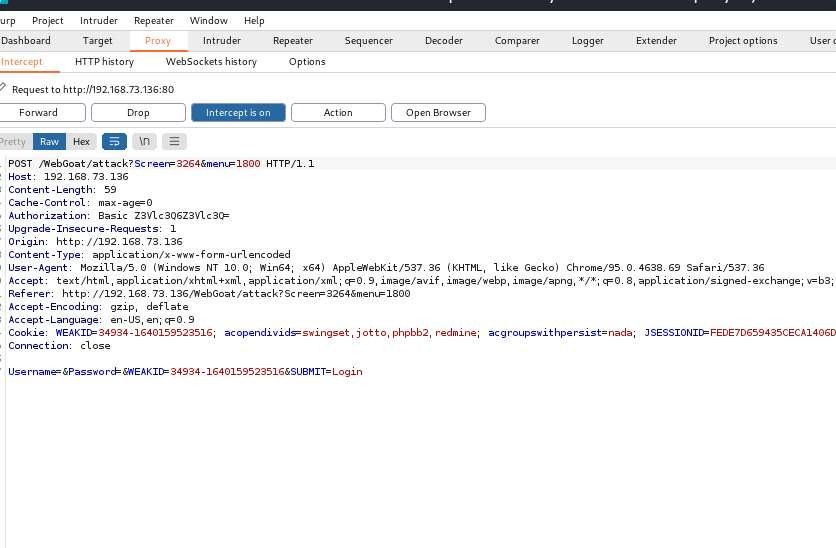 urp Project Intruder Repeater Window Help
Dashboard Target Proxy Intruder Repeater Sequencer Decoder Comparer Logger Extender Project options User o
Intercept HTTP history WebSockets history Options
Request to http://192.168.73.136:80
Forward Drop Intercept is on Action Open Browser
Pretty Raw Hex \n
POST /WebGoat/attack?Screen=3264&menu=1800 HTTP/1.1
Host: 192.168.73.136
Content-Length: 59
Cache-Control: max-age=0
Authorization: Basic Z3Vlc3Q6Z3Vlc3Q=
Upgrade-Insecure-Requests: 1
Origin: http://192.168.73.136
Content-Type: application/x-www-form-urlencoded
User-Agent: Mozilla/5.0 (Windows NT 10.0; Win64; x64) AppleWebKit/537.36 (KHTML, like Gecko) Chrome/95.0.4638.69 Safari/537.36
Accept: text/html,application/xhtml+xml,application/xml;q=0.9,image/avif,image/webp,image/apng,*/*;q=0.8,application/signed-exchange;v=b3;
Referer: http://192.168.73.136/WebGoat/attack?Screen=3264&menu=1800
Accept-Encoding: gzip, deflate
Accept-Language: en-US,en;q=0.9
Cookie: WEAKID=34934-1640159523516; acopendivids=swingset,jotto,phpbb2,redmine; acgroupswithpersist=nada; JSESSIONID=FEDE7D659435CECA1406D
Connection: close
Username=&Password=&WEAKID=34934-1640159523516&SUBMIT=Login